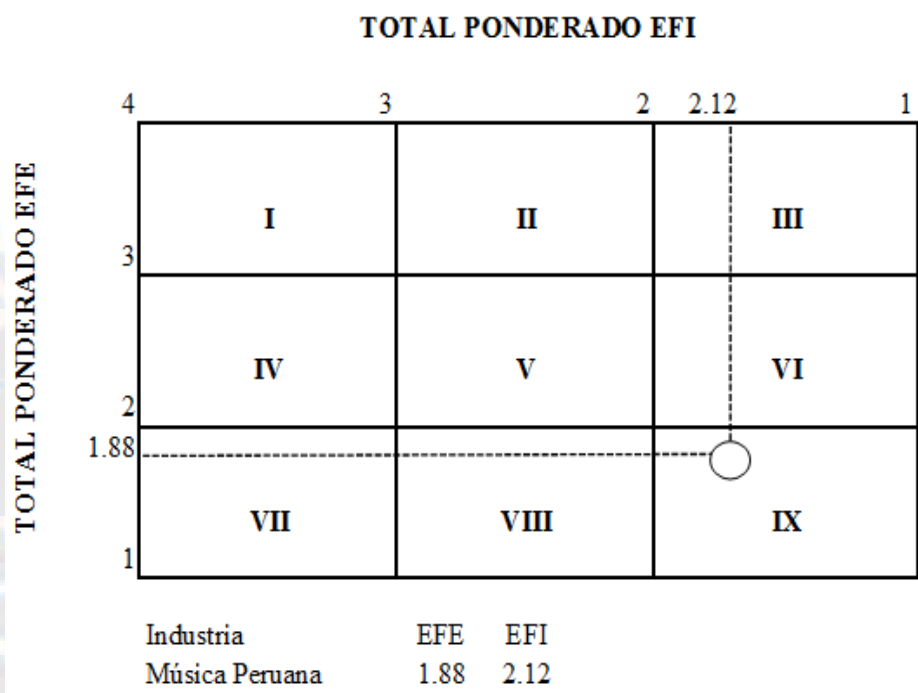 TOTAL PONDERADO EFI
4 3 2 2.12 1
TOTAL PONDERADO EFE
I II III
3
IV V VI
2
1.88
VII VIII IX
1
Industria EFE EFI
Música Peruana 1.88 2.12